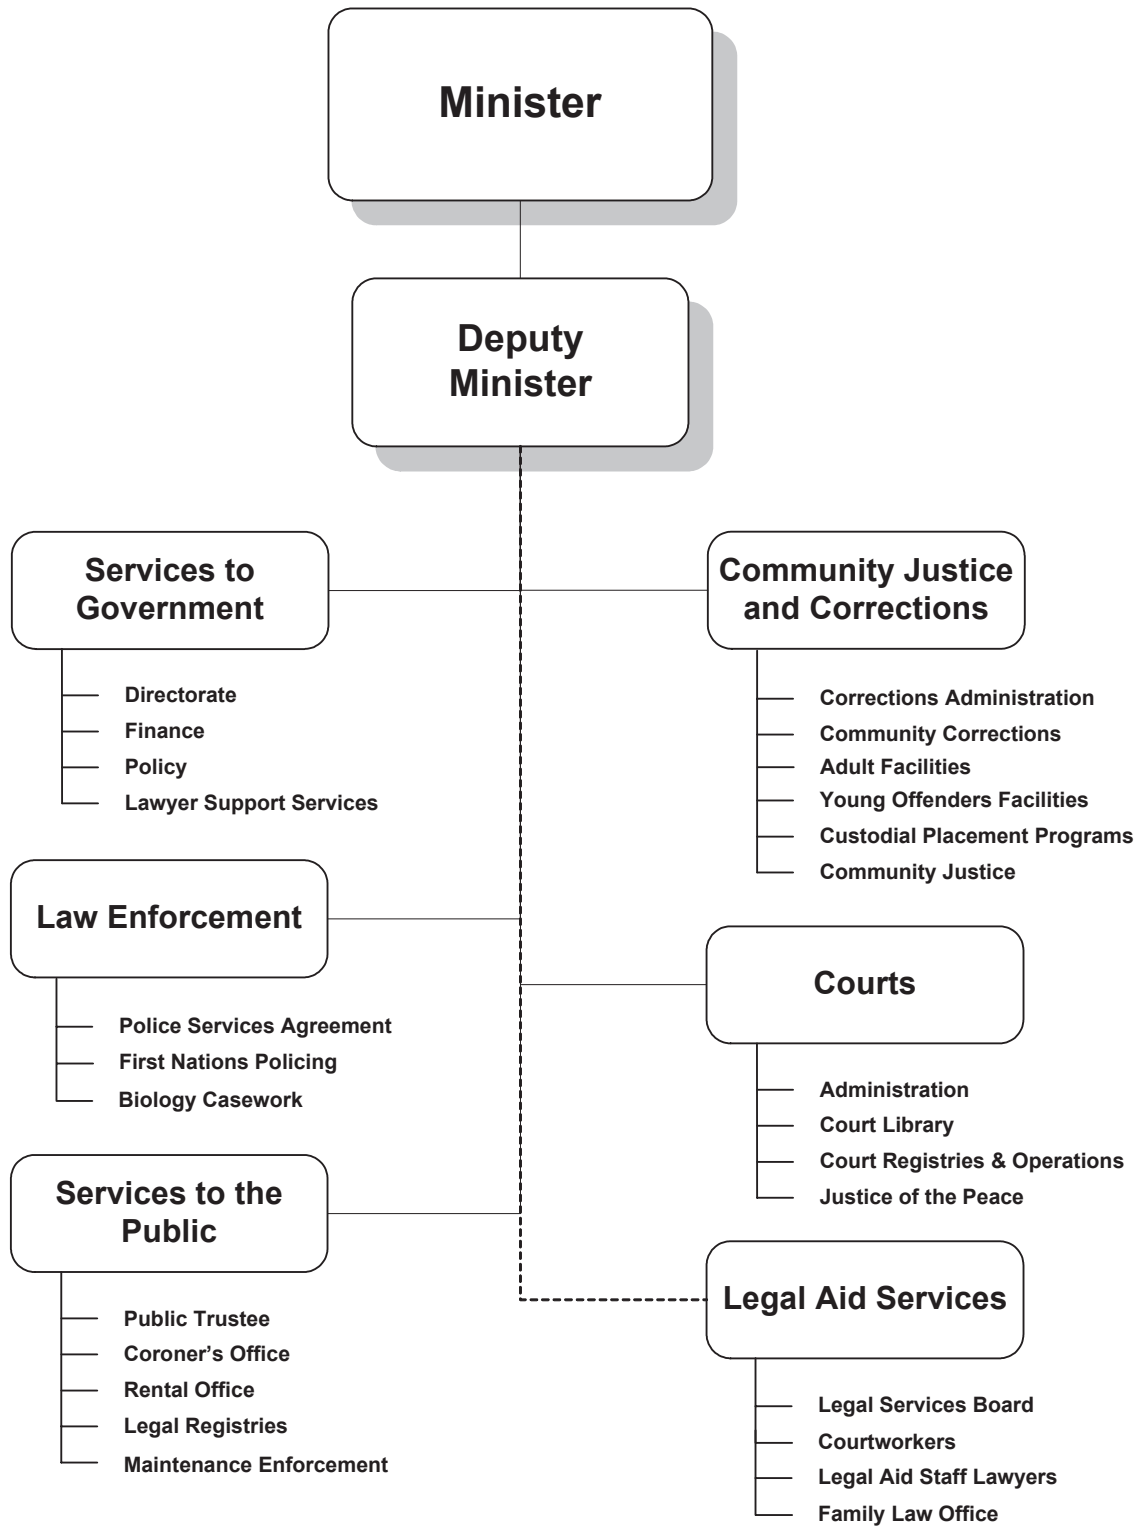 Minister
Deputy
Minister
Services to
Government
Directorate
Finance
Policy
Lawyer Support Services
Community Justice
and Corrections
Corrections Administration
Community Corrections
Adult Facilities
Young Offenders Facilities
Custodial Placement Programs
Community Justice
Law Enforcement
Police Services Agreement
First Nations Policing
Biology Casework
Courts
Administration
Court Library
Court Registries & Operations
Justice of the Peace
Services to the
Public
Public Trustee
Coroner’s Office
Rental Office
Legal Registries
Maintenance Enforcement
Legal Aid Services
Legal Services Board
Courtworkers
Legal Aid Staff Lawyers
Family Law Office